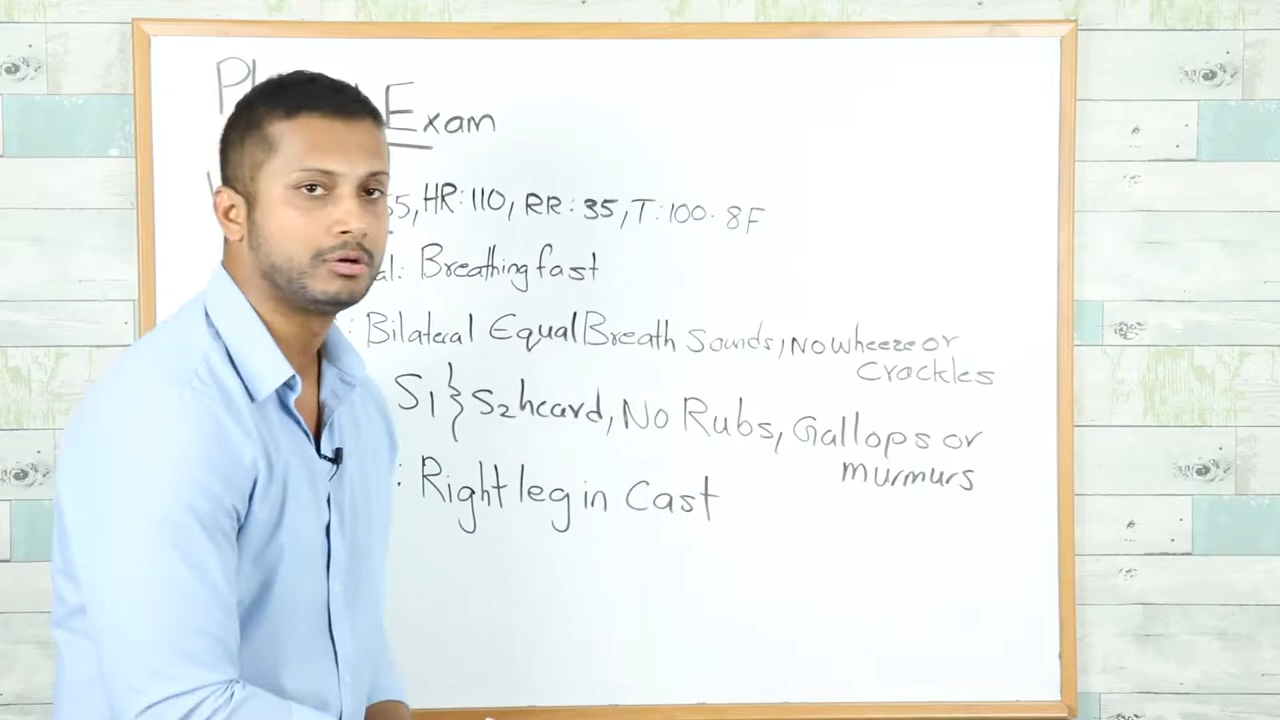 Exam
55, HR: 110, RR: 35, T: 100.8F
al: Breathing fast
: Bilateral Equal Breath Sounds, No wheeze or
crackles
S1 } S2 heard, No Rubs, Gallops or
murmurs
: Right leg in Cast